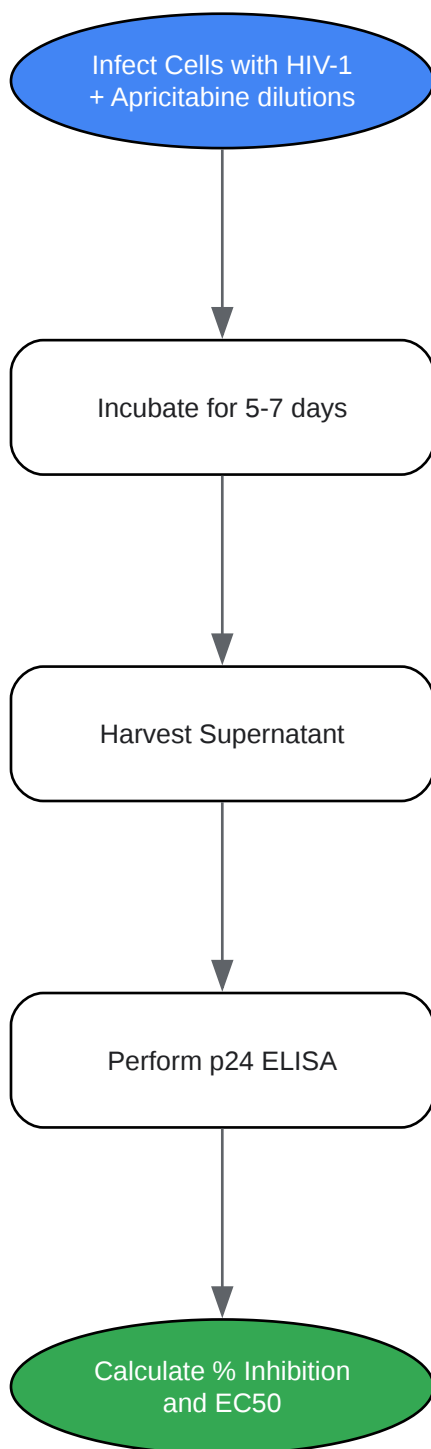 Infect Cells with HIV-1
+ Apricitabine dilutions
Incubate for 5-7 days
Harvest Supernatant
Perform p24 ELISA
Calculate % Inhibition
and EC50